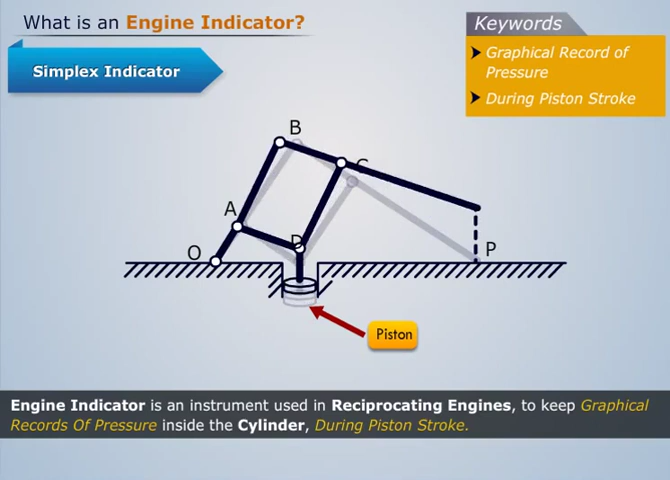 What is an Engine Indicator?
Keywords
Graphical Record of
Pressure
During Piston Stroke
Simplex Indicator
B
C
A
D
O
P
Piston
Engine Indicator is an instrument used in Reciprocating Engines, to keep Graphical
Records Of Pressure inside the Cylinder, During Piston Stroke.